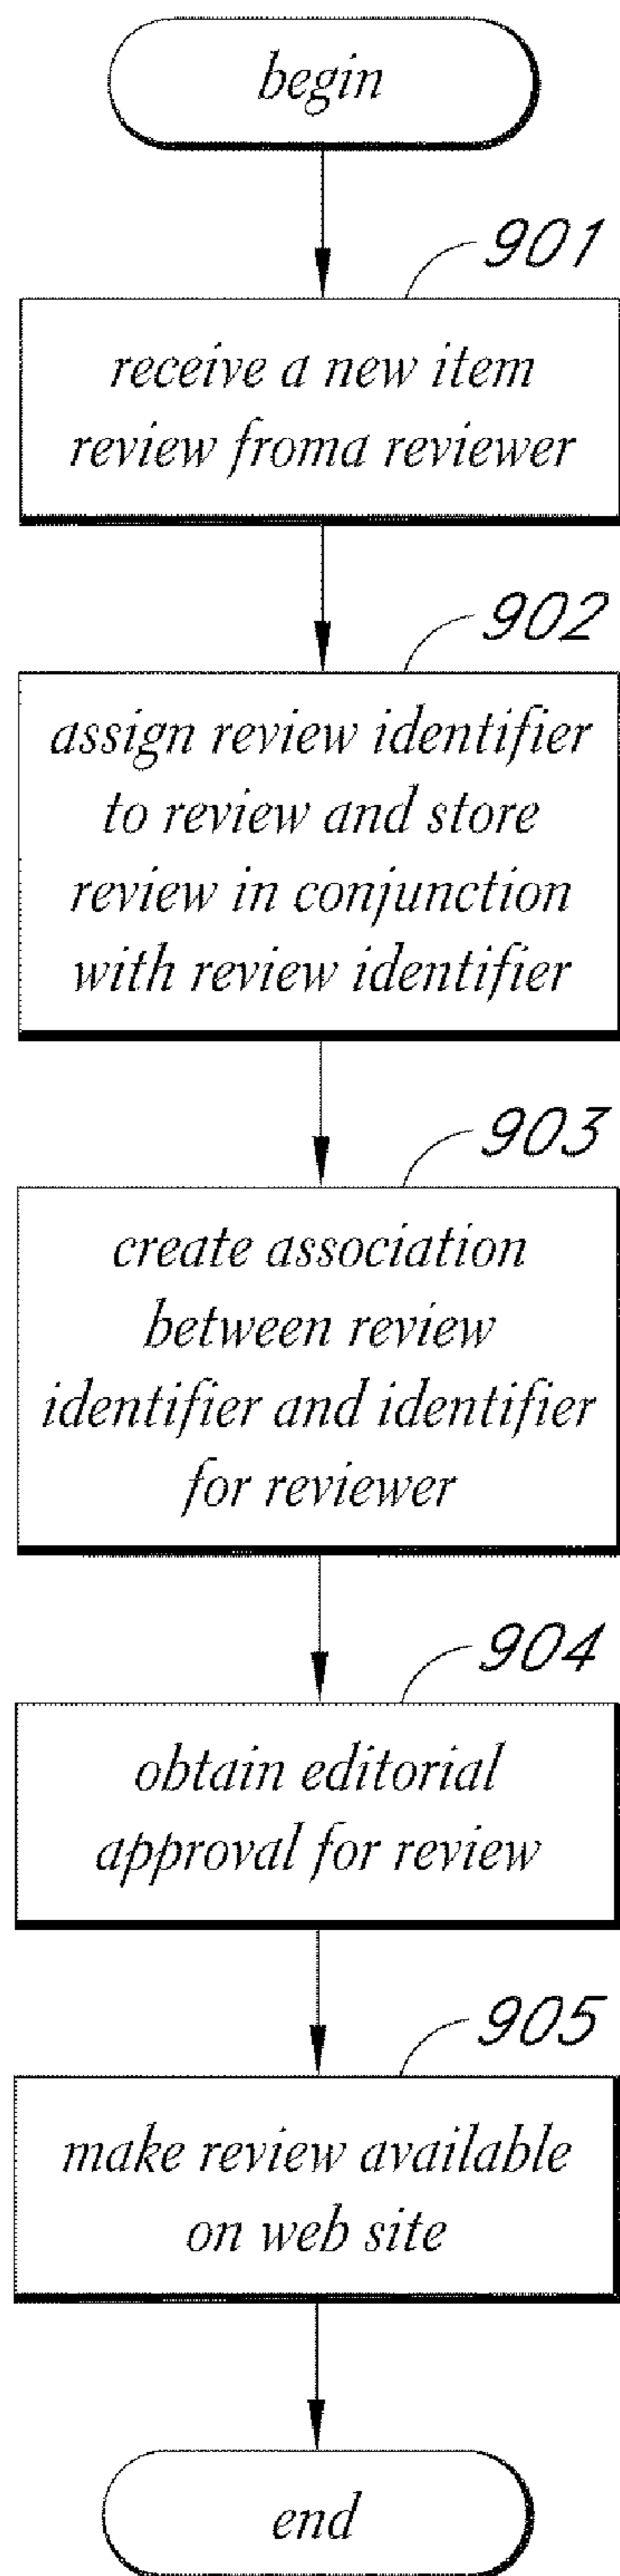 begin
901
receive a new item
review froma reviewer
902
assign review identifier
to review and store
review in conjunction
with review identifier
903
create association
between review
identifier and identifier
for reviewer
904
obtain editorial
approval for review
905
make review available
on web site
end